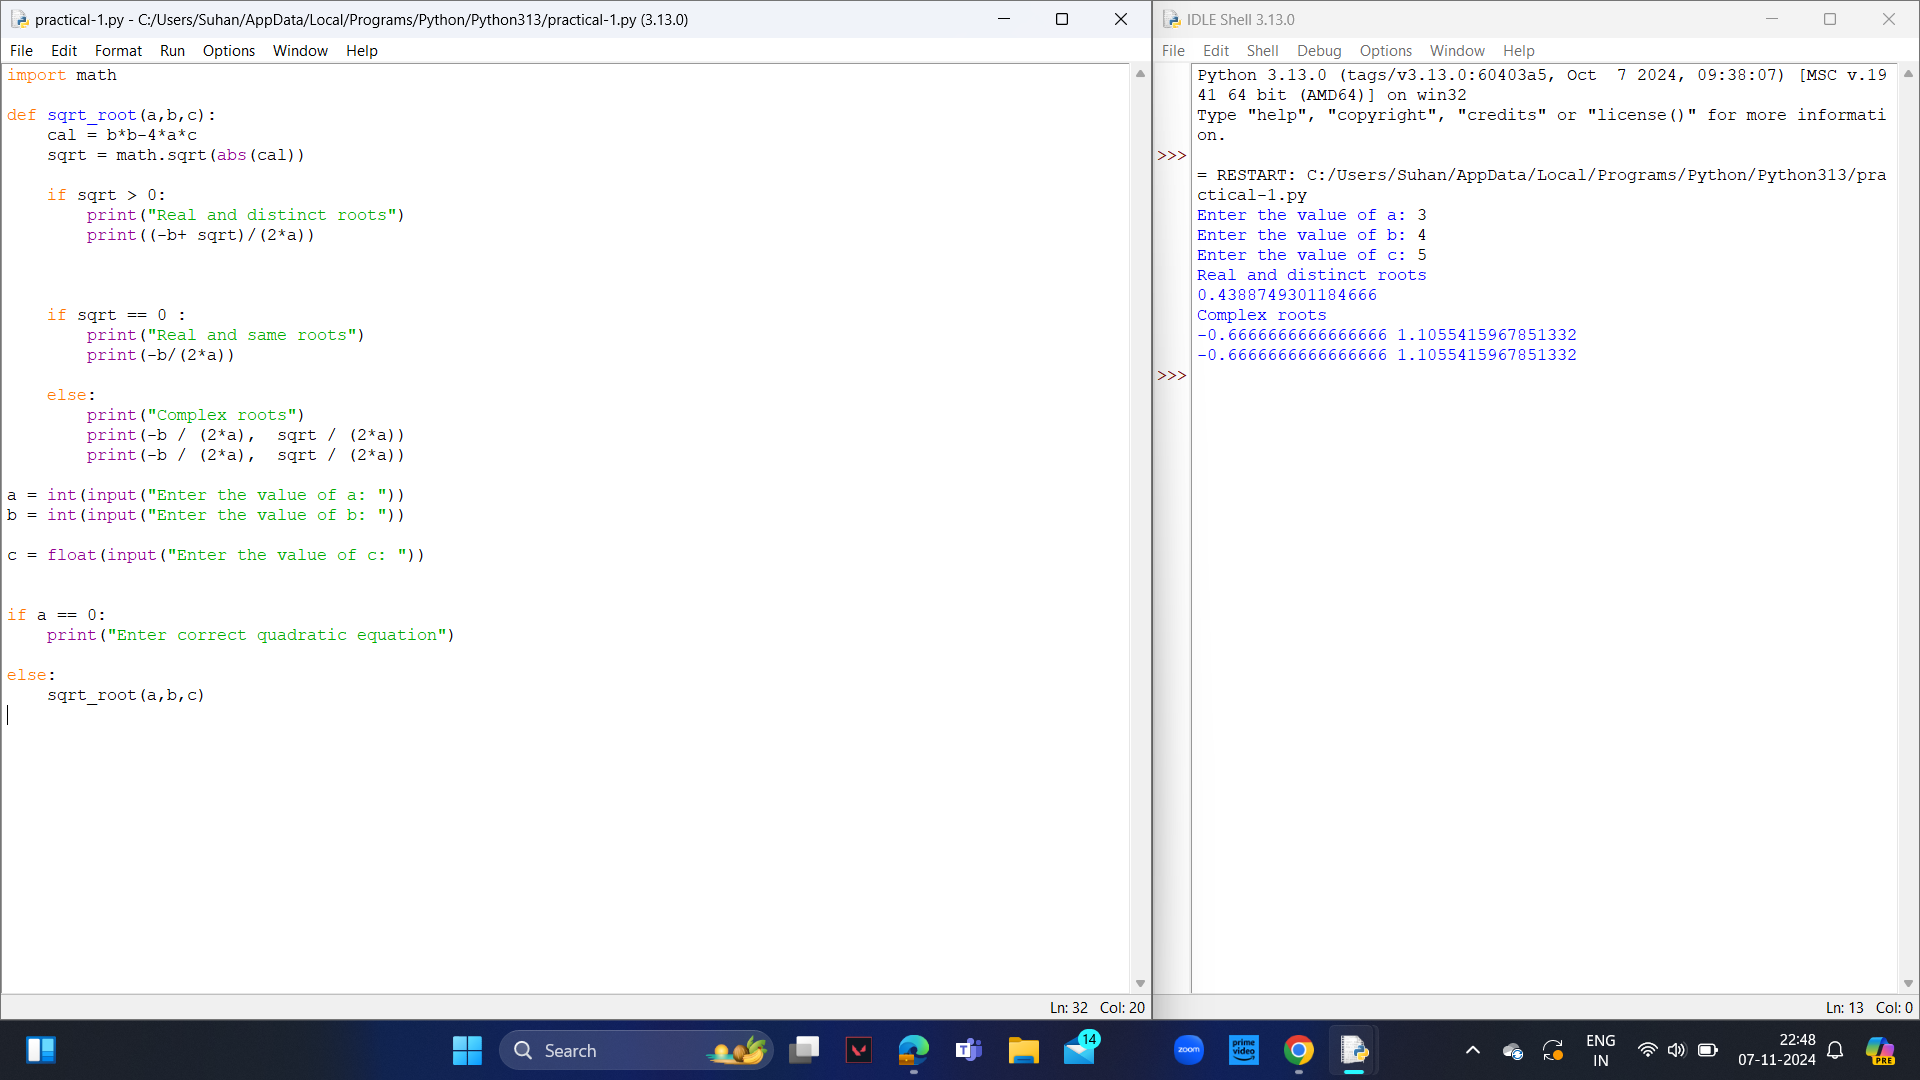 practical-1.py - C:/Users/Suhan/AppData/Local/Programs/Python/Python313/practical-1.py (3.13.0)
File Edit Format Run Options Window Help
import math
def sqrt_root(a,b,c):
    cal = b*b-4*a*c
    sqrt = math.sqrt(abs(cal))
    if sqrt > 0:
        print("Real and distinct roots")
        print((-b+ sqrt)/(2*a))
    if sqrt == 0 :
        print("Real and same roots")
        print(-b/(2*a))
    else:
        print("Complex roots")
        print(-b / (2*a),  sqrt / (2*a))
        print(-b / (2*a),  sqrt / (2*a))
a = int(input("Enter the value of a: "))
b = int(input("Enter the value of b: "))
c = float(input("Enter the value of c: "))
if a == 0:
    print("Enter correct quadratic equation")
else:
    sqrt_root(a,b,c)
Ln: 32 Col: 20
IDLE Shell 3.13.0
File Edit Shell Debug Options Window Help
Python 3.13.0 (tags/v3.13.0:60403a5, Oct  7 2024, 09:38:07) [MSC v.19
41 64 bit (AMD64)] on win32
Type "help", "copyright", "credits" or "license()" for more informati
on.
>>>
= RESTART: C:/Users/Suhan/AppData/Local/Programs/Python/Python313/pra
ctical-1.py
Enter the value of a: 3
Enter the value of b: 4
Enter the value of c: 5
Real and distinct roots
0.4388749301184666
Complex roots
-0.6666666666666666 1.1055415967851332
-0.6666666666666666 1.1055415967851332
>>>
Ln: 13 Col: 0
Search
14
zoom
prime
video
ENG
IN
22:48
07-11-2024
PRE